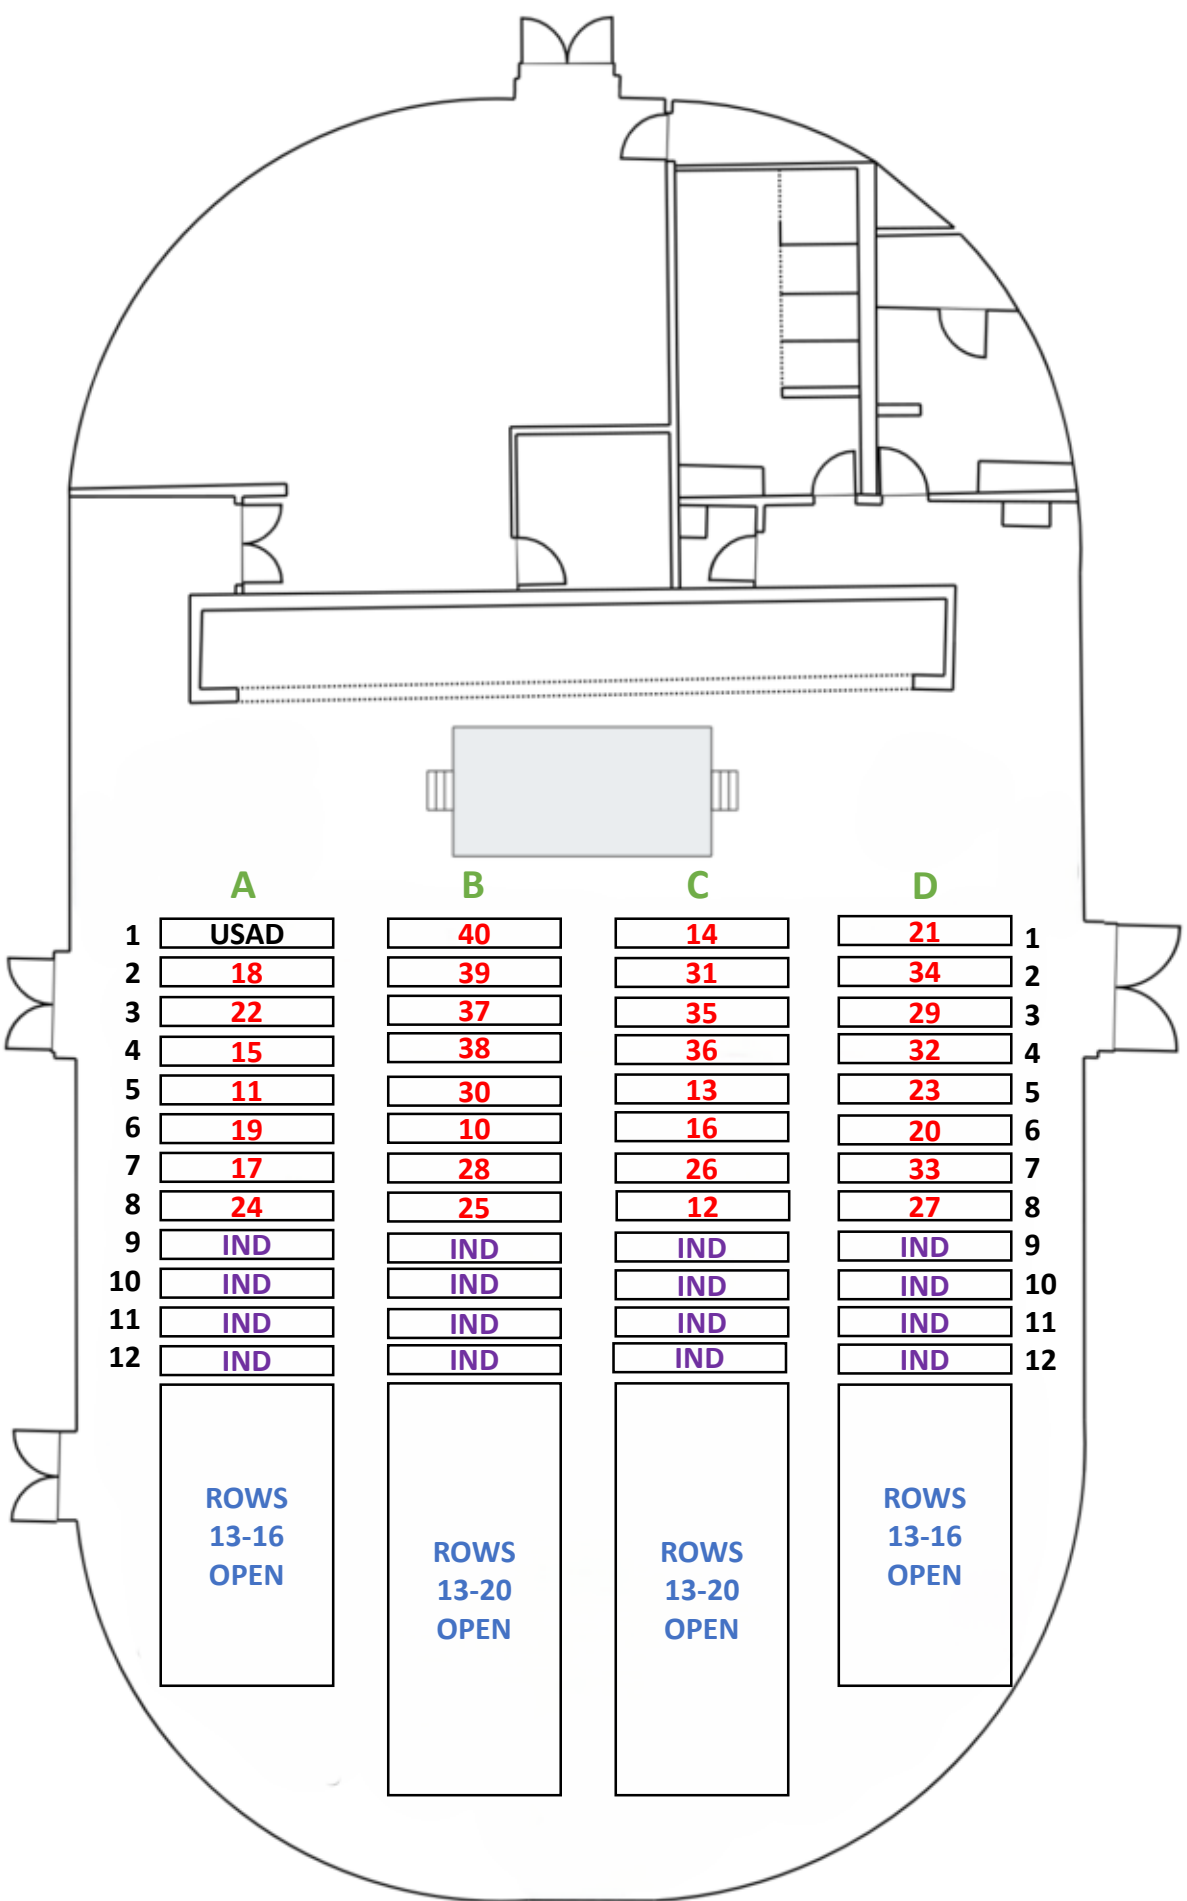 A B C D
1 USAD 40 14 21 1
2 18 39 31 34 2
3 22 37 35 29 3
4 15 38 36 32 4
5 11 30 13 23 5
6 19 10 16 20 6
7 17 28 26 33 7
8 24 25 12 27 8
9 IND IND IND IND 9
10 IND IND IND IND 10
11 IND IND IND IND 11
12 IND IND IND IND 12
ROWS
13-16
OPEN
ROWS
13-20
OPEN
ROWS
13-20
OPEN
ROWS
13-16
OPEN